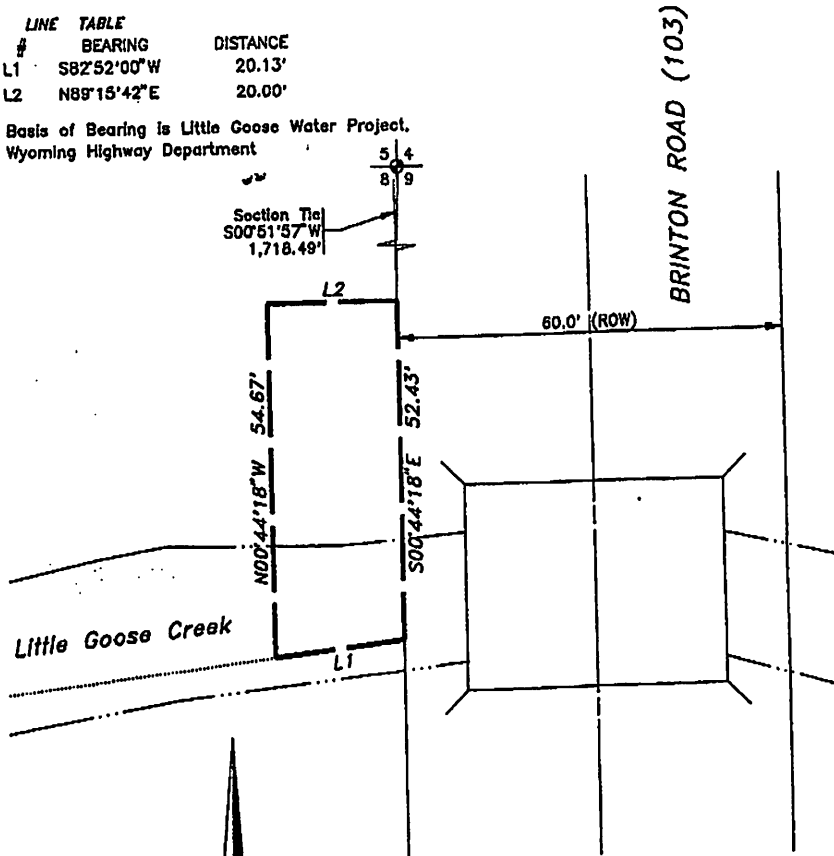 LINE TABLE
# BEARING DISTANCE
L1 S82°52'00"W 20.13'
L2 N89°15'42"E 20.00'
Basis of Bearing is Little Goose Water Project,
Wyoming Highway Department
BRINTON ROAD (103)
5 4
8 9
Section Tie
S00°51'57"W
1,718.49'
L2
60.0' (ROW)
N00°44'18"W 54.67'
S00°44'18"E 52.43'
Little Goose Creek
L1